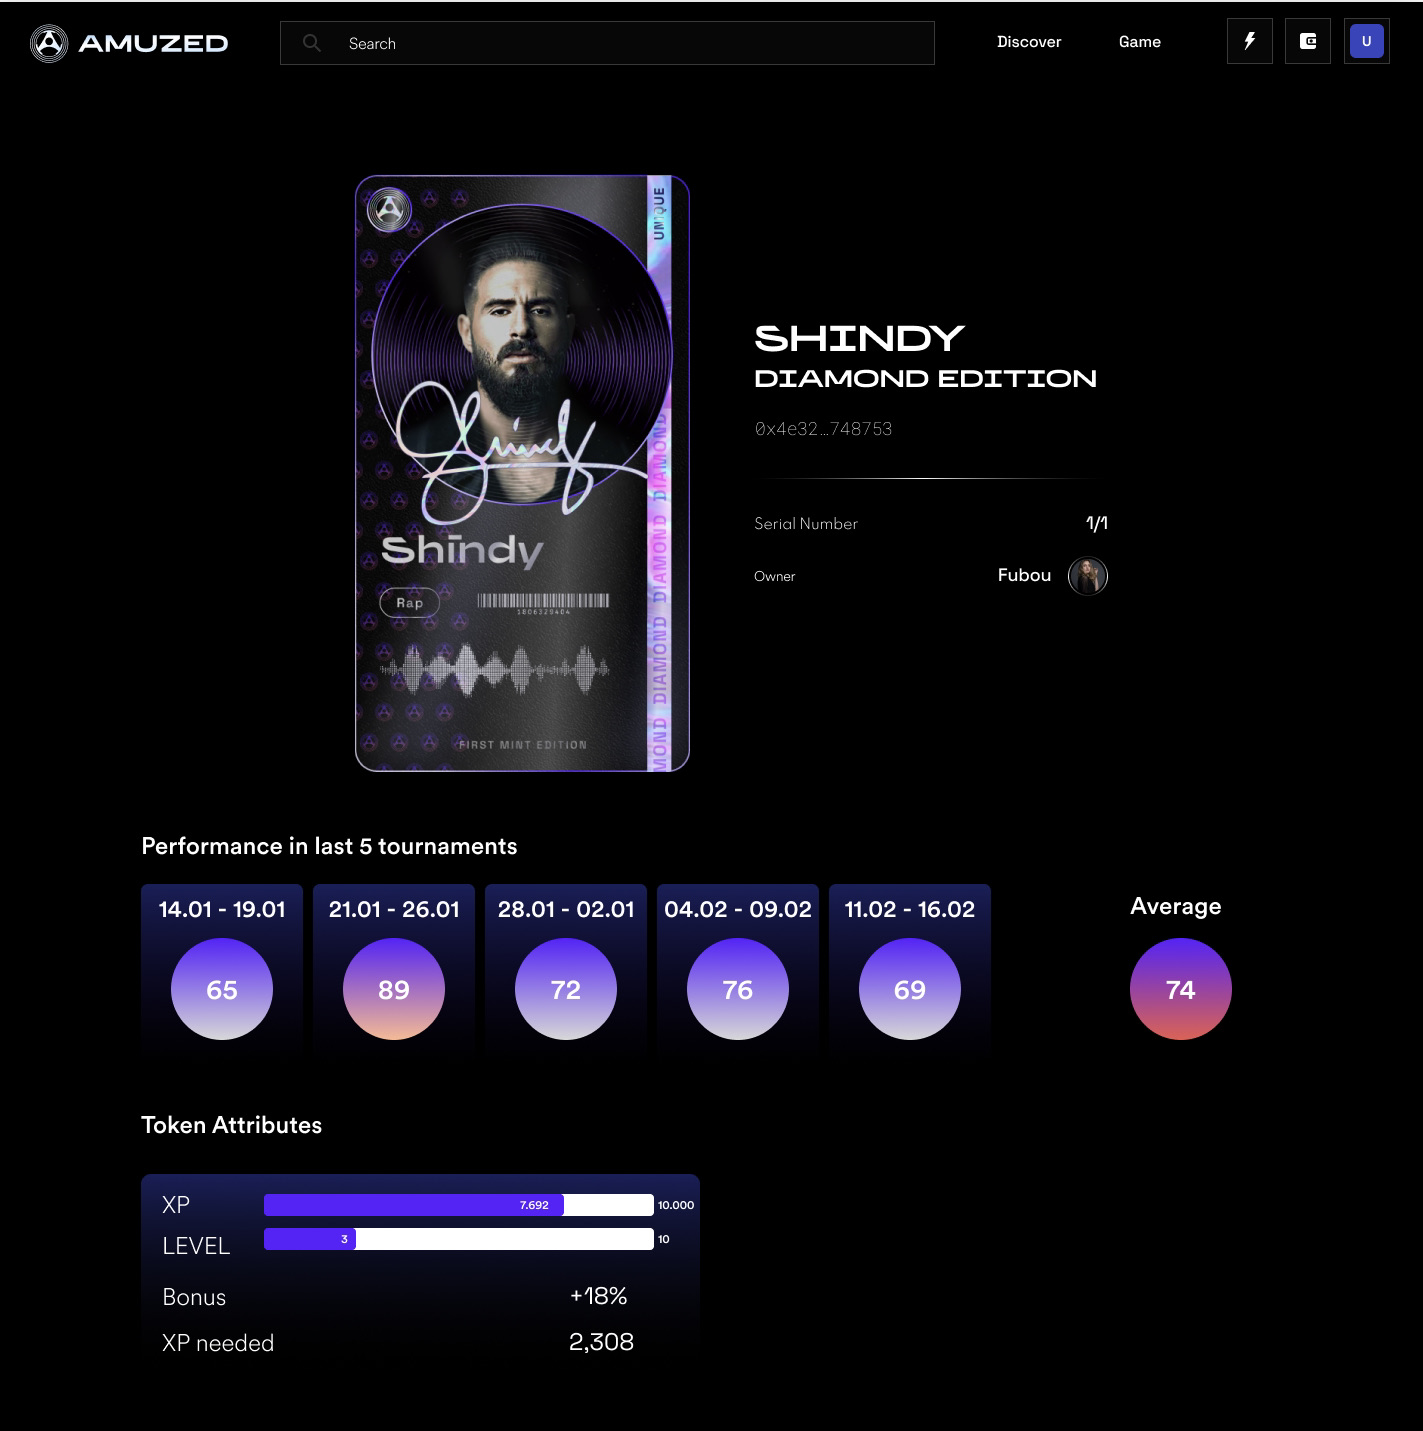 AMUZED
Search
Discover
Game
U
UNIQUE
Shindy
DIAMOND DIAMOND DIAMOND MOND
Shindy
Rap
1806229404
FIRST MINT EDITION
SHINDY
DIAMOND EDITION
0x4e32...748753
Serial Number
1/1
Owner
Fubou
Performance in last 5 tournaments
14.01 - 19.01
21.01 - 26.01
28.01 - 02.01
04.02 - 09.02
11.02 - 16.02
Average
65
89
72
76
69
74
Token Attributes
XP
7.692
10.000
LEVEL
3
10
Bonus
+18%
XP needed
2,308